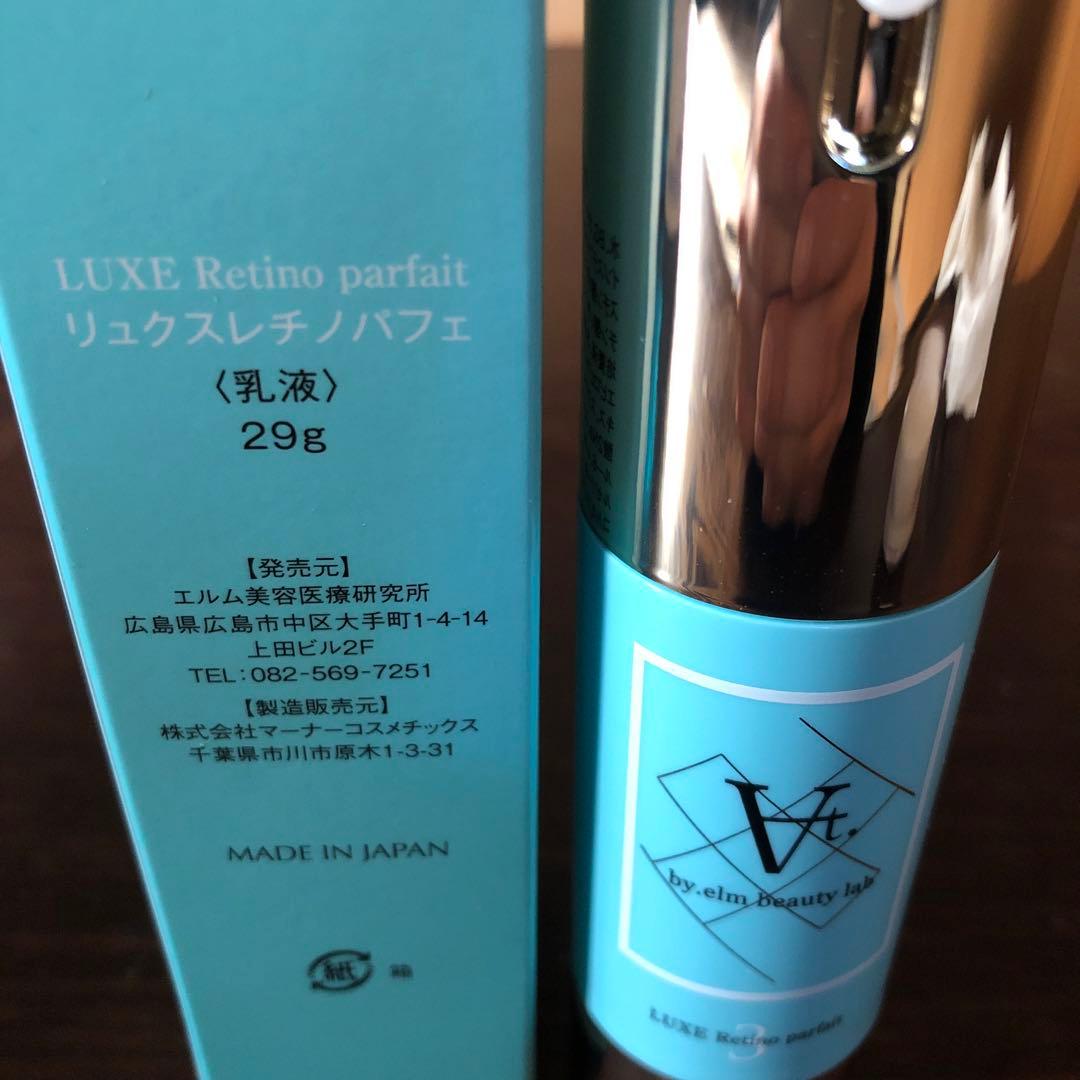 LUXE Retino parfait
リュクスレチノパフェ
〈乳液〉
29g
【発売元】
エルム美容医療研究所
広島県広島市中区大手町1-4-14
上田ビル2F
TEL:082-569-7251
【製造販売元】
株式会社マーナーコスメチックス
千葉県市川市原木1-3-31
MADE IN JAPAN
紙 箱
Vt.
by.elm beauty lab
LUXE Retino parfait
3